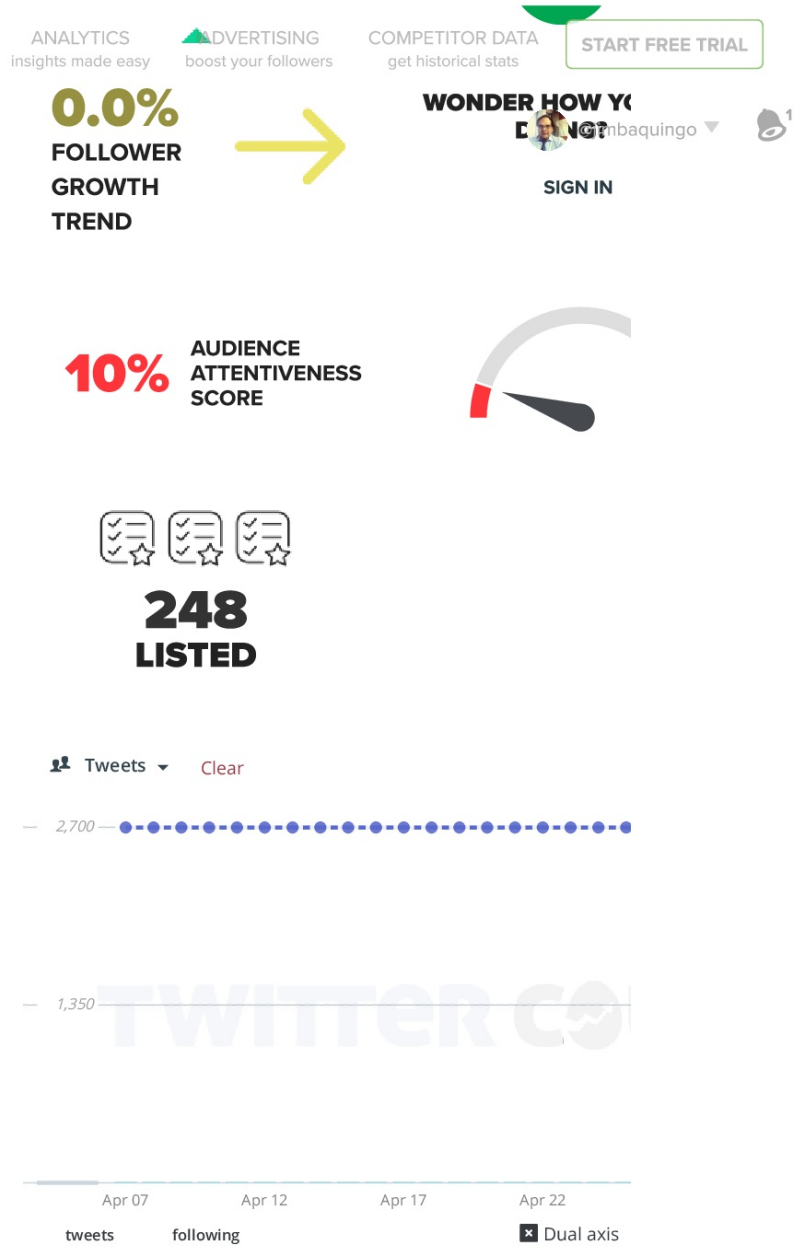 ANALYTICS
insights made easy
ADVERTISING
boost your followers
COMPETITOR DATA
get historical stats
START FREE TRIAL
1
0.0%
FOLLOWER
GROWTH
TREND
WONDER HOW
SIGN IN
10%
AUDIENCE
ATTENTIVENESS
SCORE
248
LISTED
Tweets
Clear
2,700
1,350
TWITTER
Apr 07
Apr 12
Apr 17
Apr 22
tweets
following
Dual axis